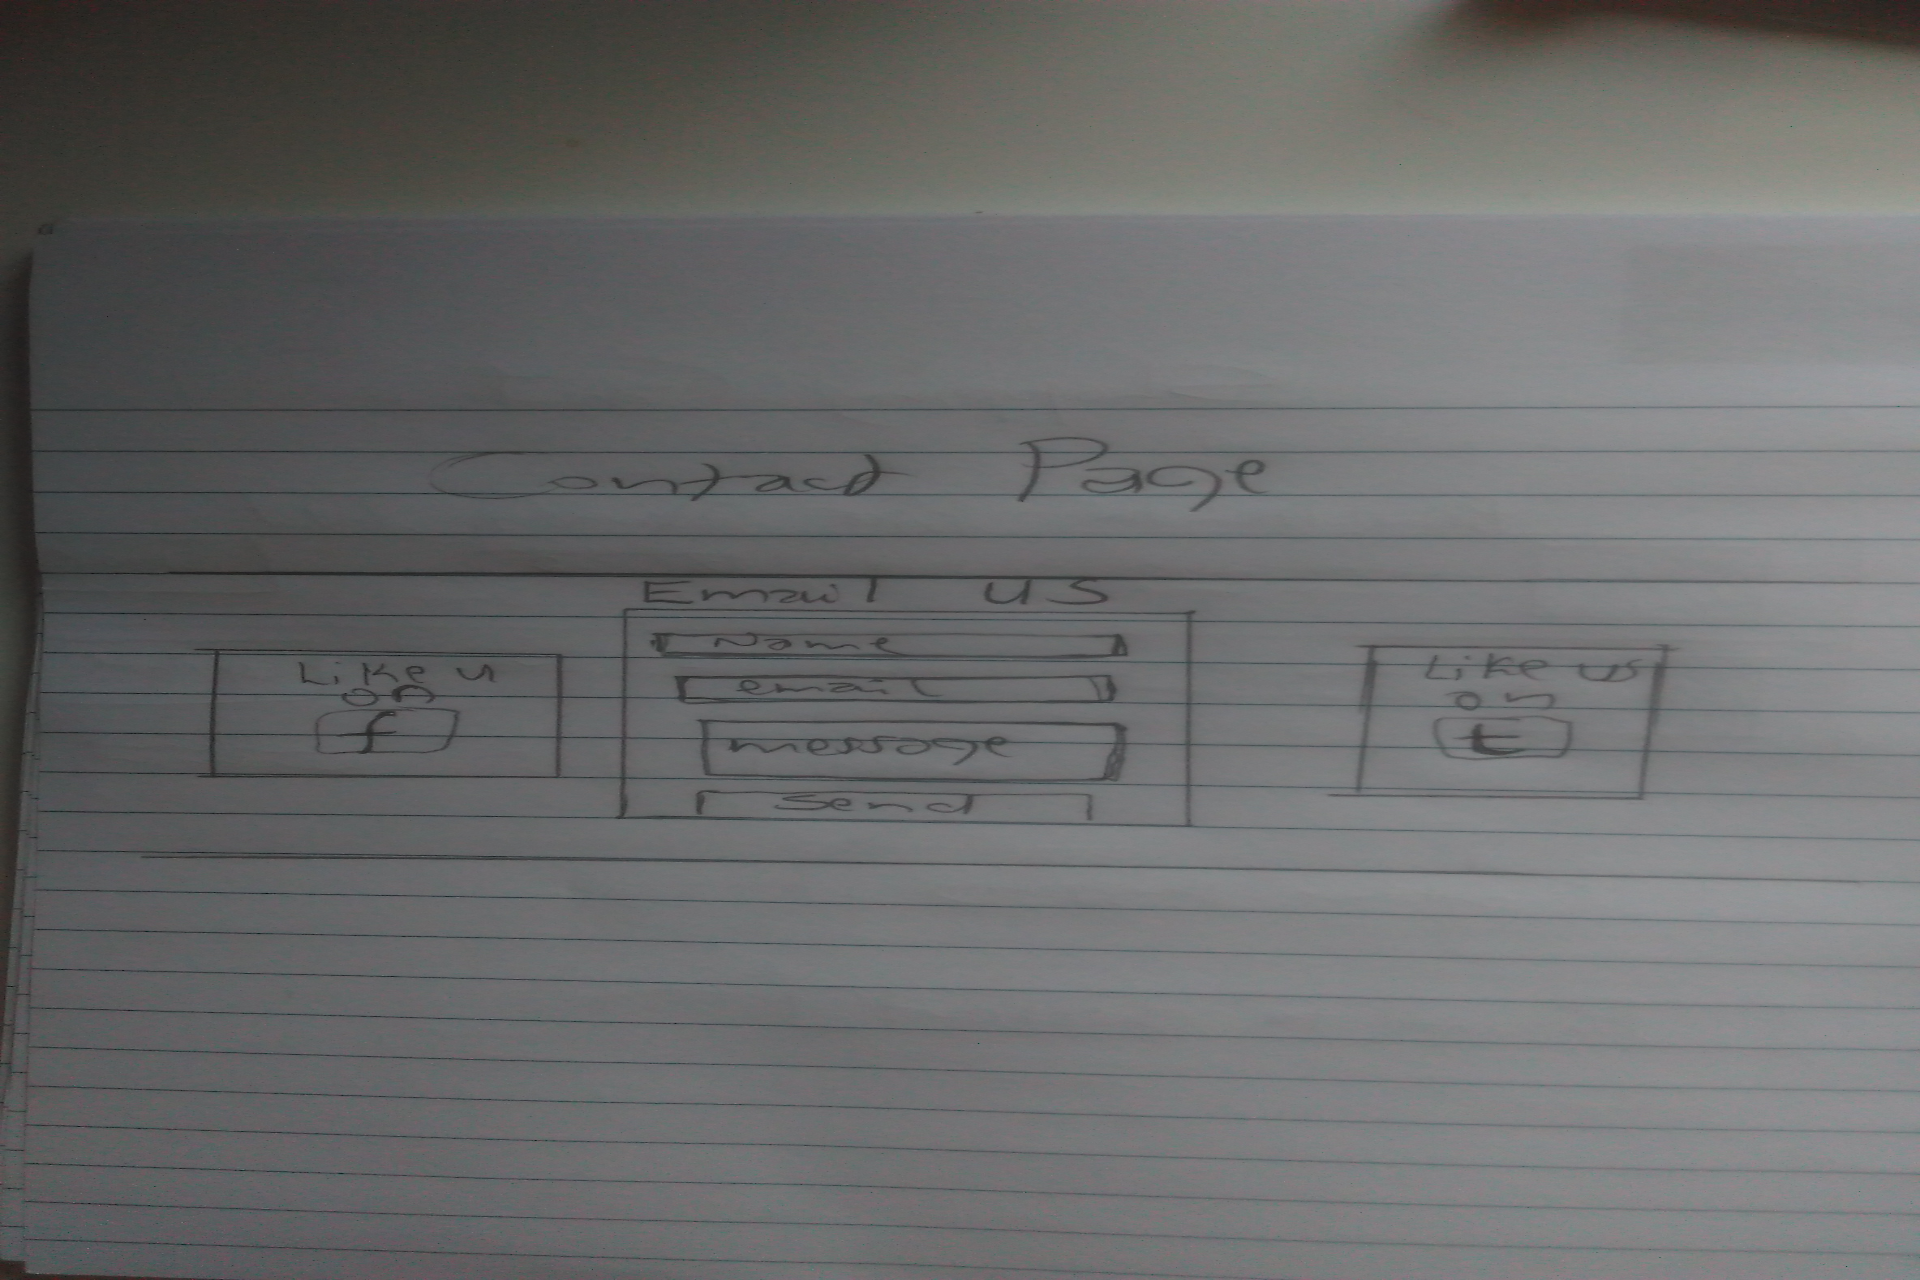 Contact Page
Email us
Name
email
message
Send
Like u
on
f
Like us
on
t